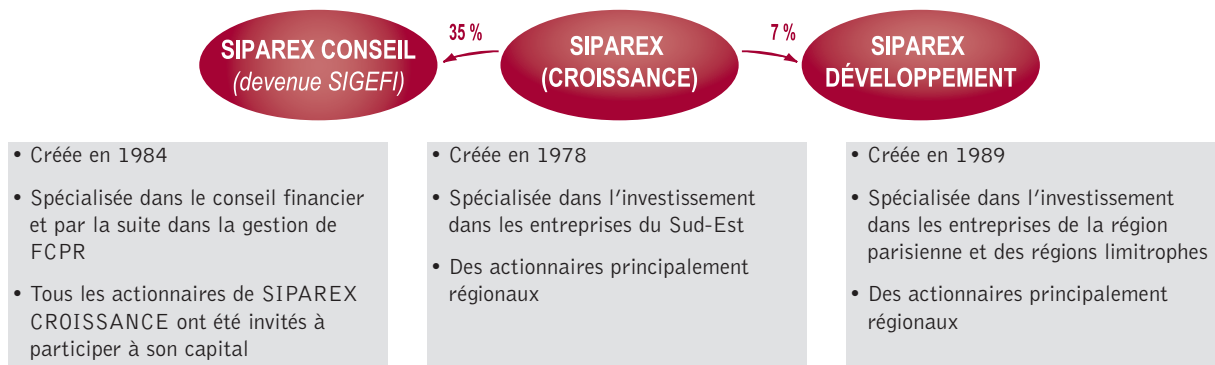 SIPAREX CONSEIL
(devenue SIGEFI)
35 %
SIPAREX
(CROISSANCE)
7 %
SIPAREX
DÉVELOPPEMENT
• Créée en 1984
• Spécialisée dans le conseil financier
et par la suite dans la gestion de
FCPR
• Tous les actionnaires de SIPAREX
CROISSANCE ont été invités à
participer à son capital
• Créée en 1978
• Spécialisée dans l'investissement
dans les entreprises du Sud-Est
• Des actionnaires principalement
régionaux
• Créée en 1989
• Spécialisée dans l'investissement
dans les entreprises de la région
parisienne et des régions limitrophes
• Des actionnaires principalement
régionaux